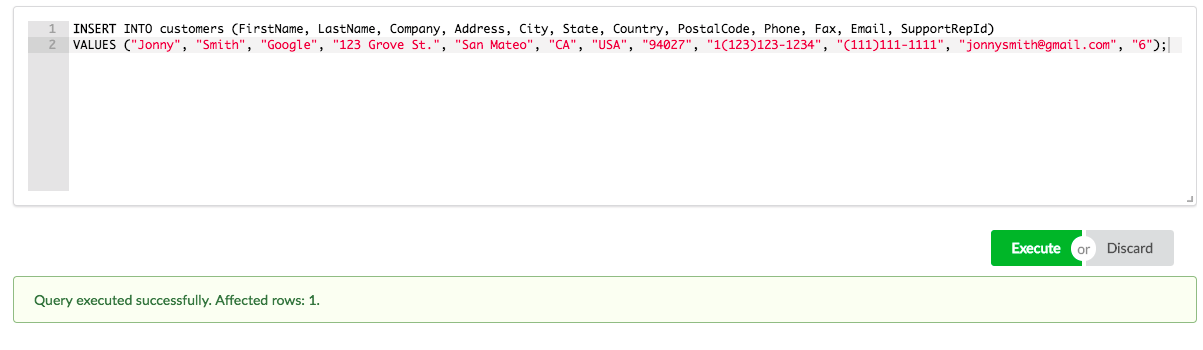 1 INSERT INTO customers (FirstName, LastName, Company, Address, City, State, Country, PostalCode, Phone, Fax, Email, SupportRepId)
2 VALUES ("Jonny", "Smith", "Google", "123 Grove St.", "San Mateo", "CA", "USA", "94027", "1(123)123-1234", "(111)111-1111", "jonnysmith@gmail.com", "6");
Execute or Discard
Query executed successfully. Affected rows: 1.